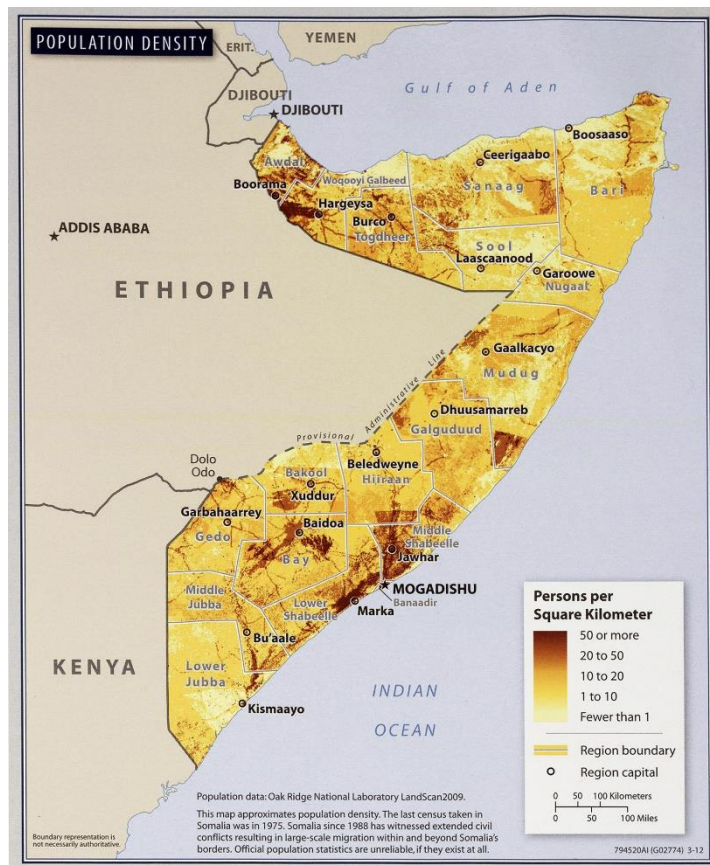 POPULATION DENSITY
ERIT.
YEMEN
DJIBOUTI
DJIBOUTI
Gulf of Aden
Boosaaso
Ceerigaabo
Awdal
Woqooyi Galbeed
Sanaag
Bari
Boorama
Hargeysa
Burco
Togdheer
ADDIS ABABA
Sool
Laascaanood
Garoowe
Nugaal
ETHIOPIA
Gaalkacyo
Mudug
Provisional Administrative Line
Dhuusamarreb
Galguduud
Dolo
Odo
Beledweyne
Hiiraan
Bakool
Xuddur
Garbahaarrey
Gedo
Baidoa
Bay
Middle
Shabeelle
Jawhar
Middle
Jubba
Lower
Shabeelle
MOGADISHU
Banaadir
Marka
Bu'aale
KENYA
Lower
Jubba
Kismaayo
INDIAN
OCEAN
Persons per
Square Kilometer
50 or more
20 to 50
10 to 20
1 to 10
Fewer than 1
Region boundary
Region capital
0 50 100 Kilometers
0 50 100 Miles
Population data: Oak Ridge National Laboratory LandScan2009.
This map approximates population density. The last census taken in
Somalia was in 1975. Somalia since 1988 has witnessed extended civil
conflicts resulting in large-scale migration within and beyond Somalia's
borders. Official population statistics are unreliable, if they exist at all.
Boundary representation is
not necessarily authoritative.
794520AI (G02774) 3-12